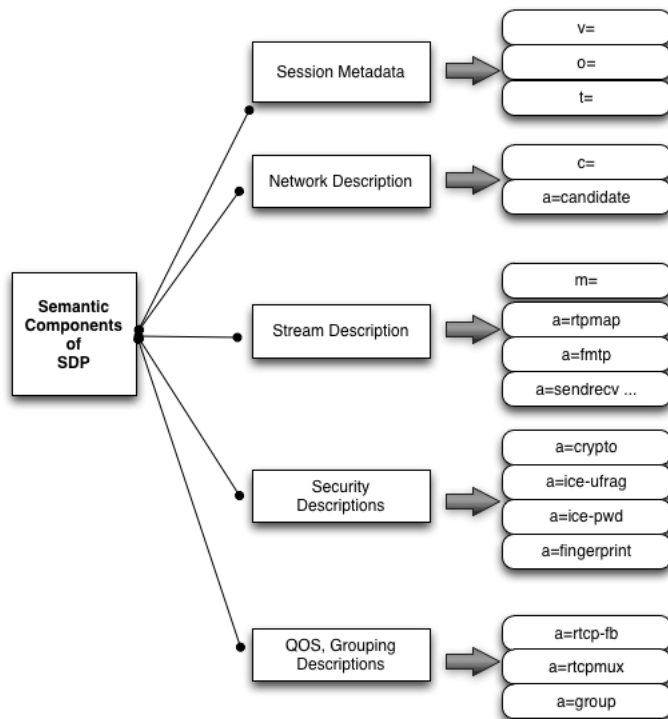 Semantic
Components
of
SDP
Session Metadata
v=
o=
t=
Network Description
c=
a=candidate
Stream Description
m=
a=rtpmap
a=fmtp
a=sendrecv ...
Security
Descriptions
a=crypto
a=ice-ufrag
a=ice-pwd
a=fingerprint
QOS, Grouping
Descriptions
a=rtcp-fb
a=rtcpmux
a=group